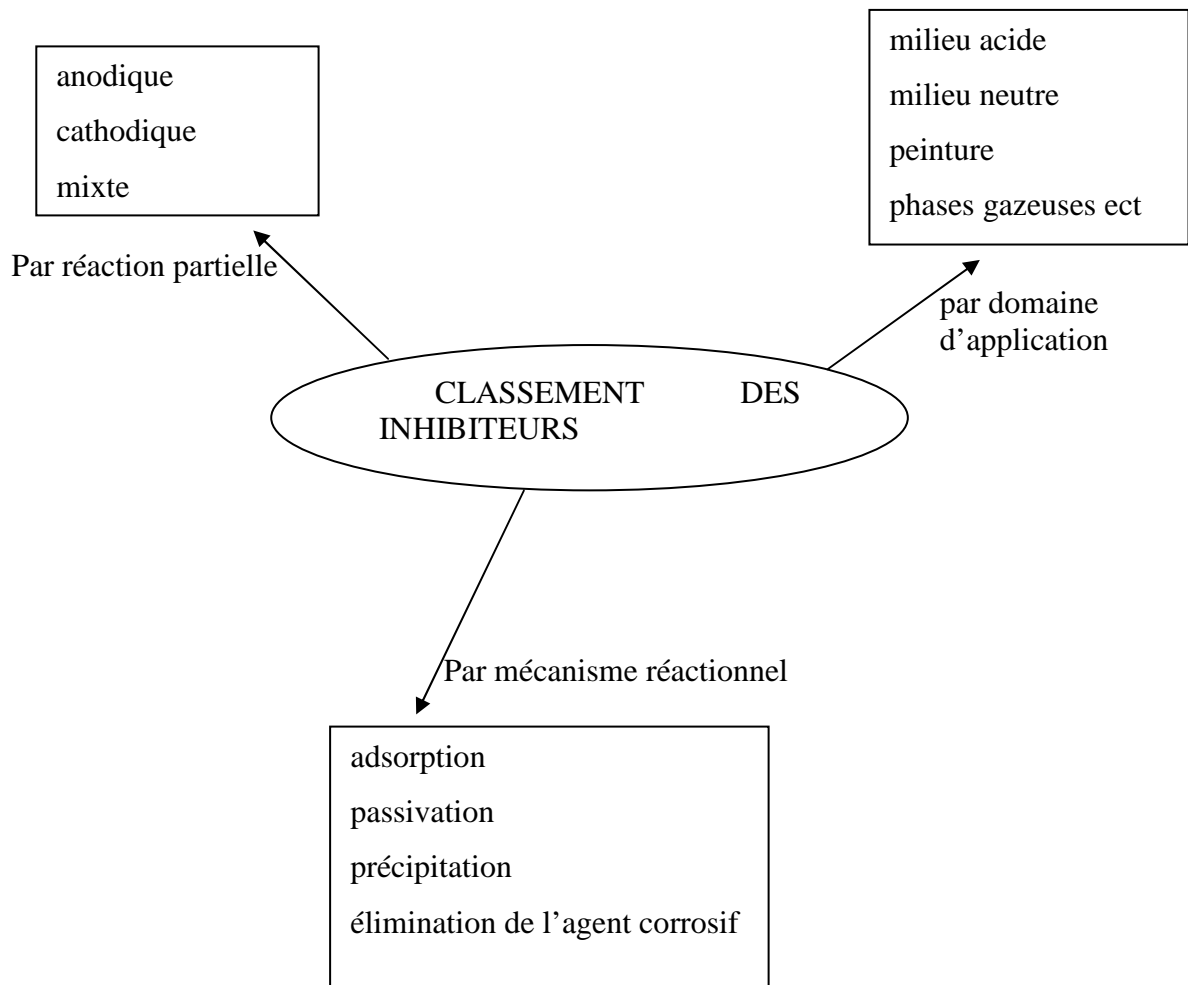 anodique
cathodique
mixte
milieu acide
milieu neutre
peinture
phases gazeuses ect
Par réaction partielle
par domaine
d’application
CLASSEMENT DES
INHIBITEURS
Par mécanisme réactionnel
adsorption
passivation
précipitation
élimination de l’agent corrosif